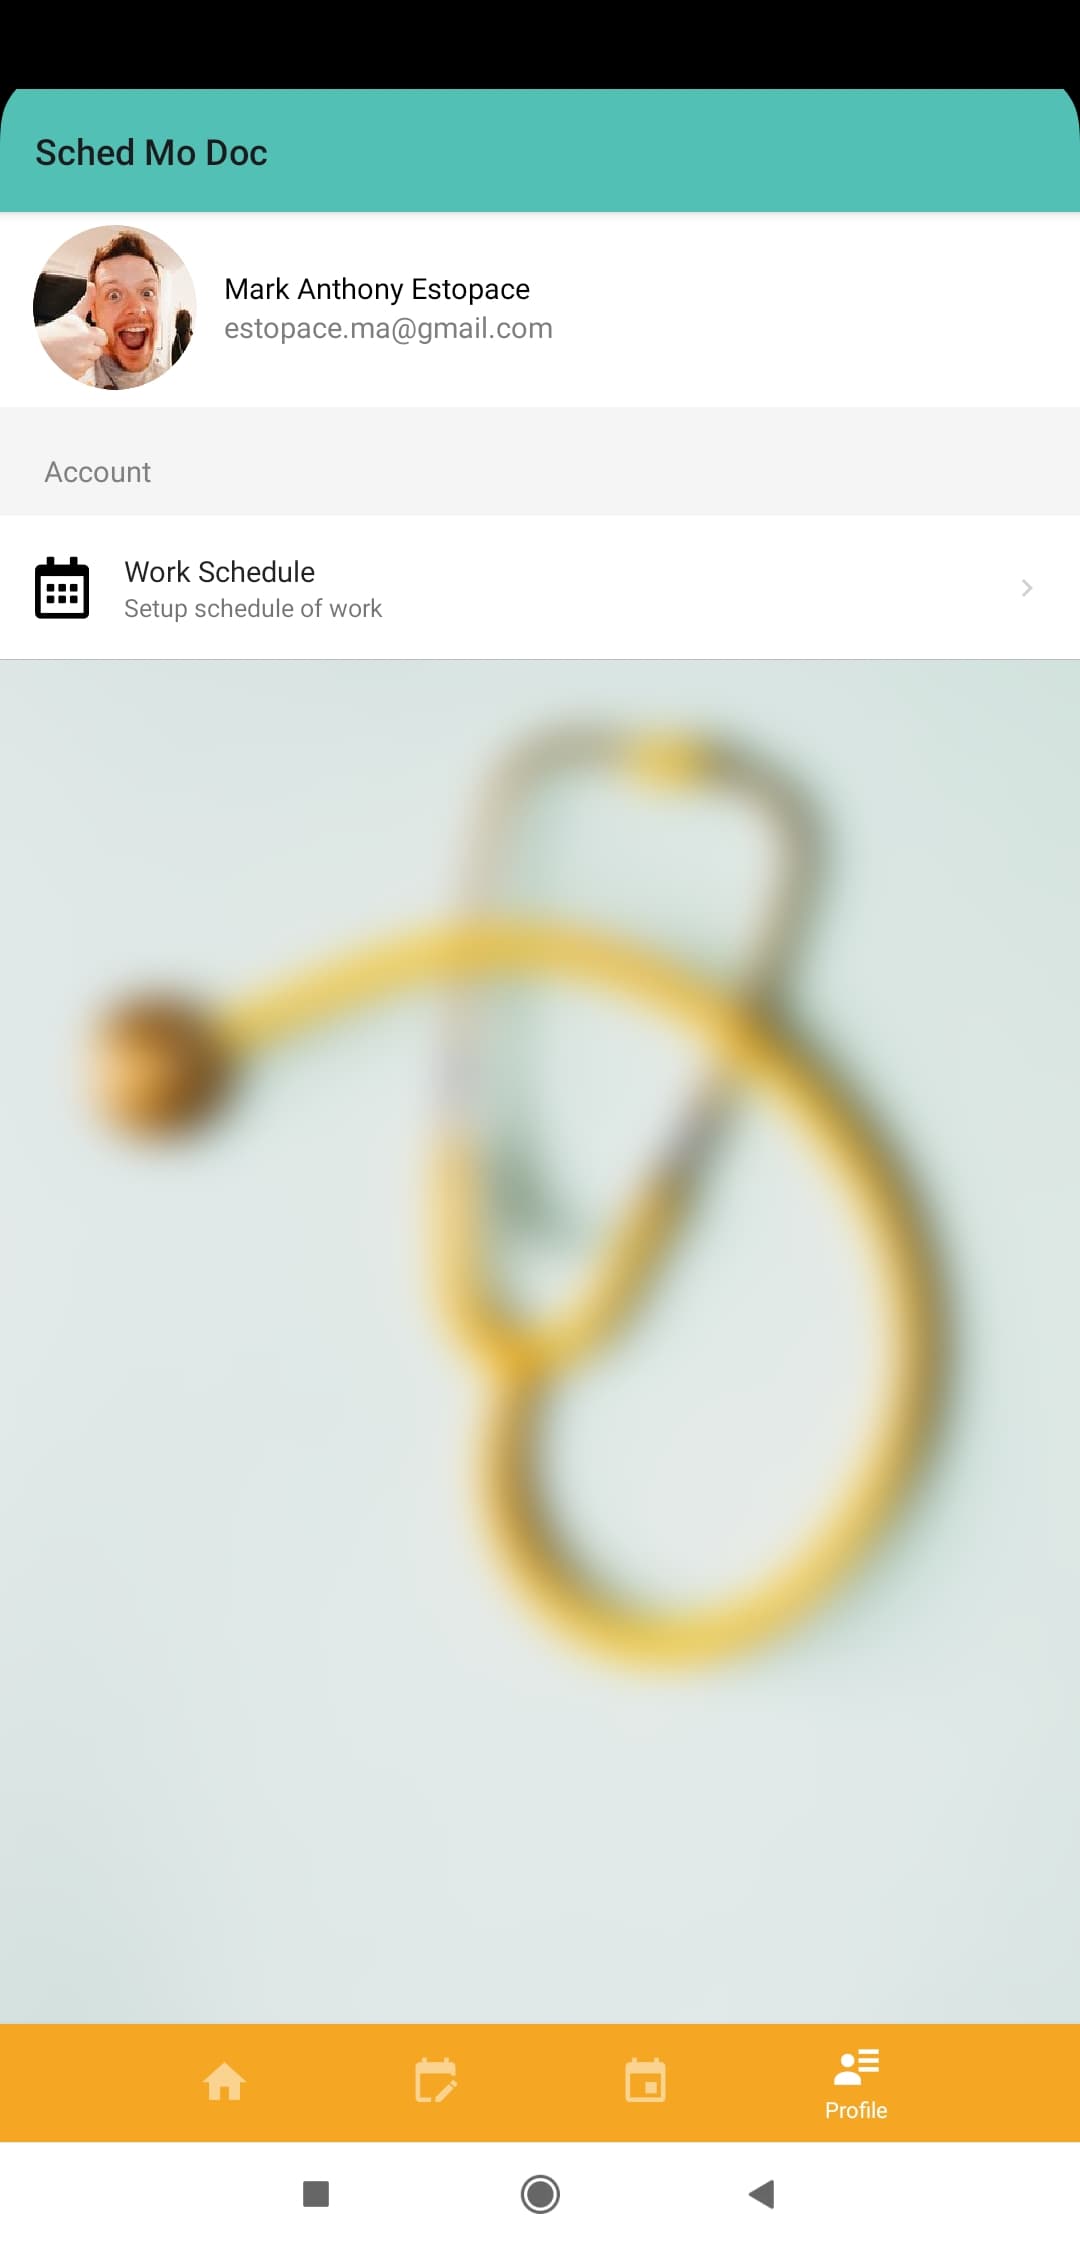 Sched Mo Doc
Mark Anthony Estopace
estopace.ma@gmail.com
Account
Work Schedule
Setup schedule of work
Profile